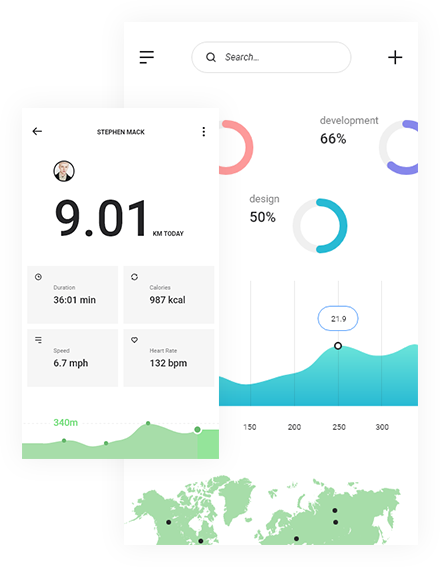 Search...
development
66%
design
50%
21.9
150
200
250
300
STEPHEN MACK
9.01 KM TODAY
Duration
36:01 min
Calories
987 kcal
Speed
6.7 mph
Heart Rate
132 bpm
340m